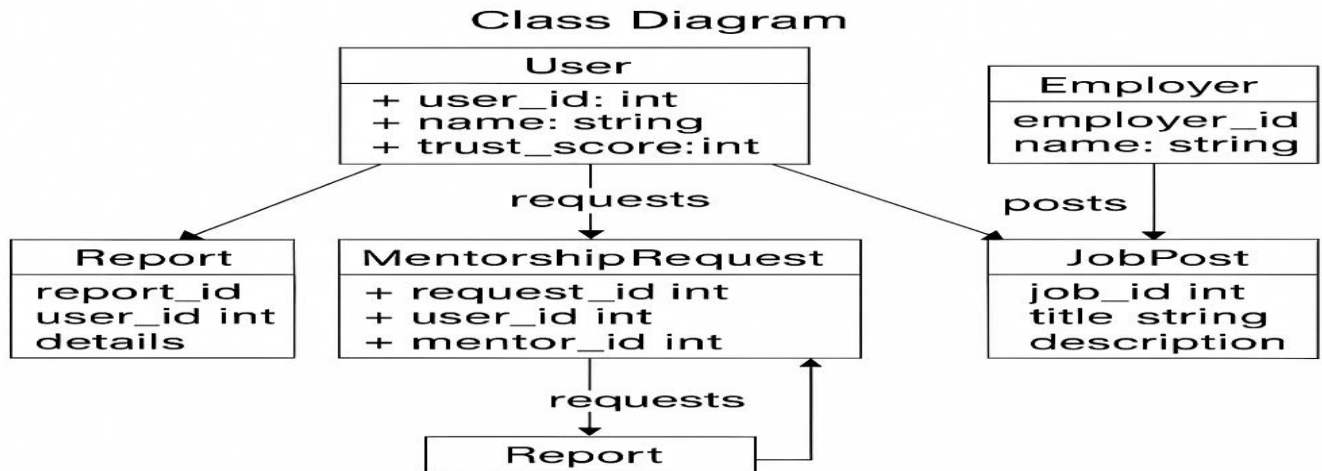 Class Diagram
User
+ user_id: int
+ name: string
+ trust_score:int
Employer
employer_id
name: string
requests
posts
Report
report_id
user_id int
details
MentorshipRequest
+ request_id int
+ user_id int
+ mentor_id int
JobPost
job_id int
title string
description
requests
Report